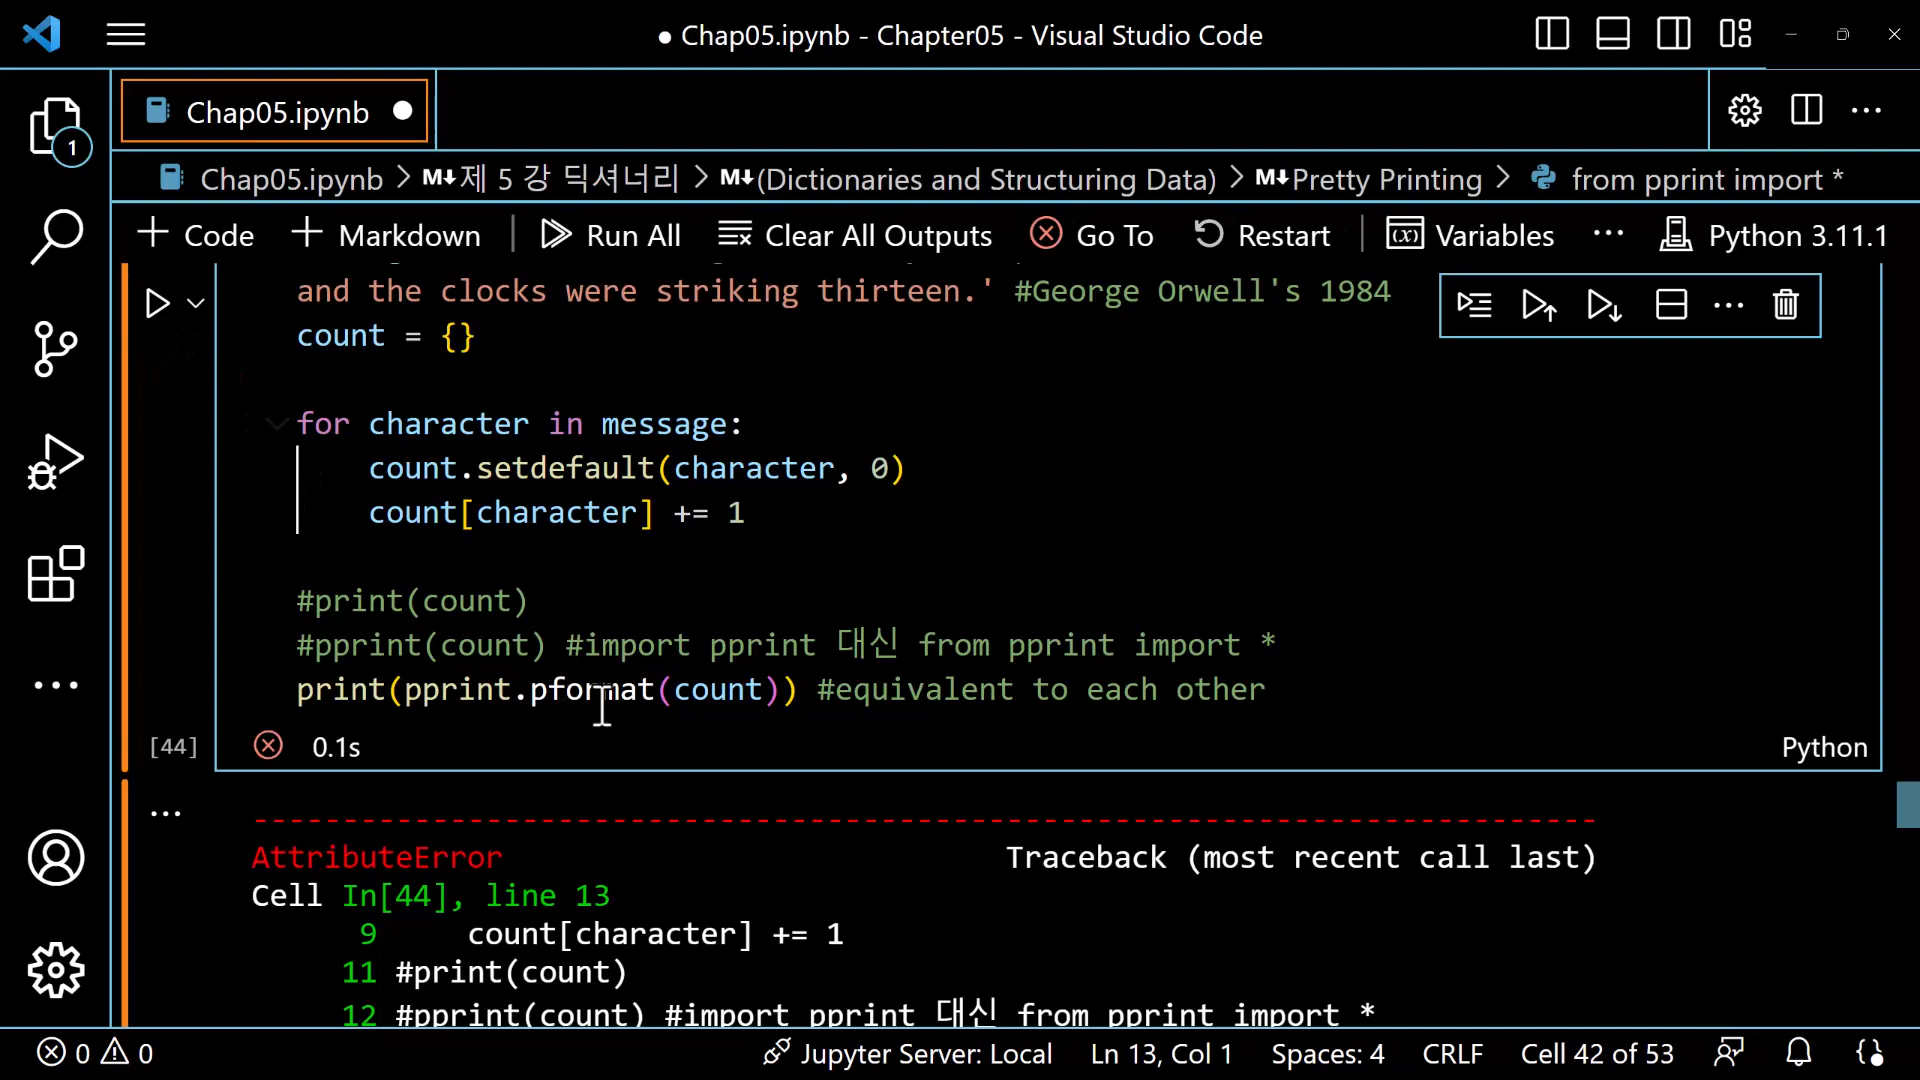 ● Chap05.ipynb - Chapter05 - Visual Studio Code
Chap05.ipynb ●
1
Chap05.ipynb > M↓제 5 강 딕셔너리 > M↓(Dictionaries and Structuring Data) > M↓Pretty Printing > from pprint import *
+ Code + Markdown Run All Clear All Outputs Go To Restart Variables ··· Python 3.11.1
and the clocks were striking thirteen.' #George Orwell's 1984
count = {}
for character in message:
count.setdefault(character, 0)
count[character] += 1
#print(count)
#pprint(count) #import pprint 대신 from pprint import *
print(pprint.pformat(count)) #equivalent to each other
[44] 0.1s Python
AttributeError Traceback (most recent call last)
Cell In[44], line 13
9 count[character] += 1
11 #print(count)
12 #pprint(count) #import pprint 대신 from pprint import *
0 0 Jupyter Server: Local Ln 13, Col 1 Spaces: 4 CRLF Cell 42 of 53